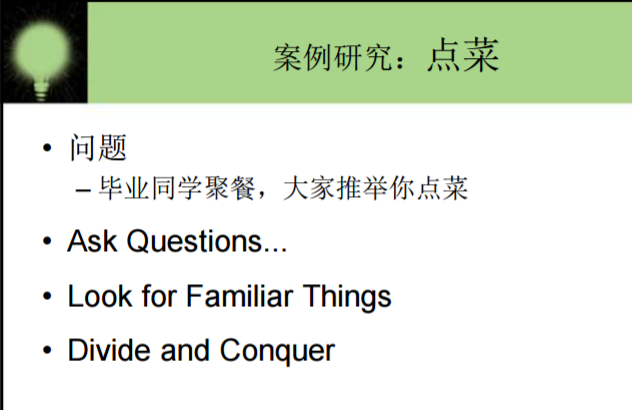 案例研究：点菜
• 问题
– 毕业同学聚餐，大家推举你点菜
• Ask Questions...
• Look for Familiar Things
• Divide and Conquer